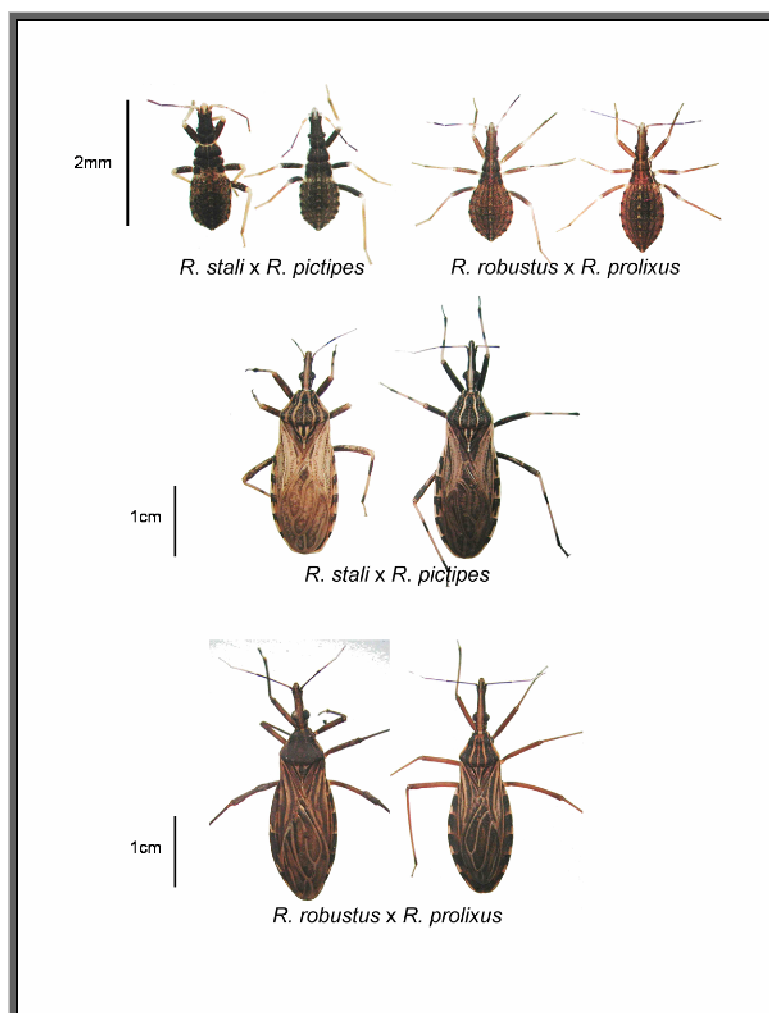 2mm
R. stali x R. pictipes
R. robustus x R. prolixus
1cm
R. stali x R. pictipes
1cm
R. robustus x R. prolixus